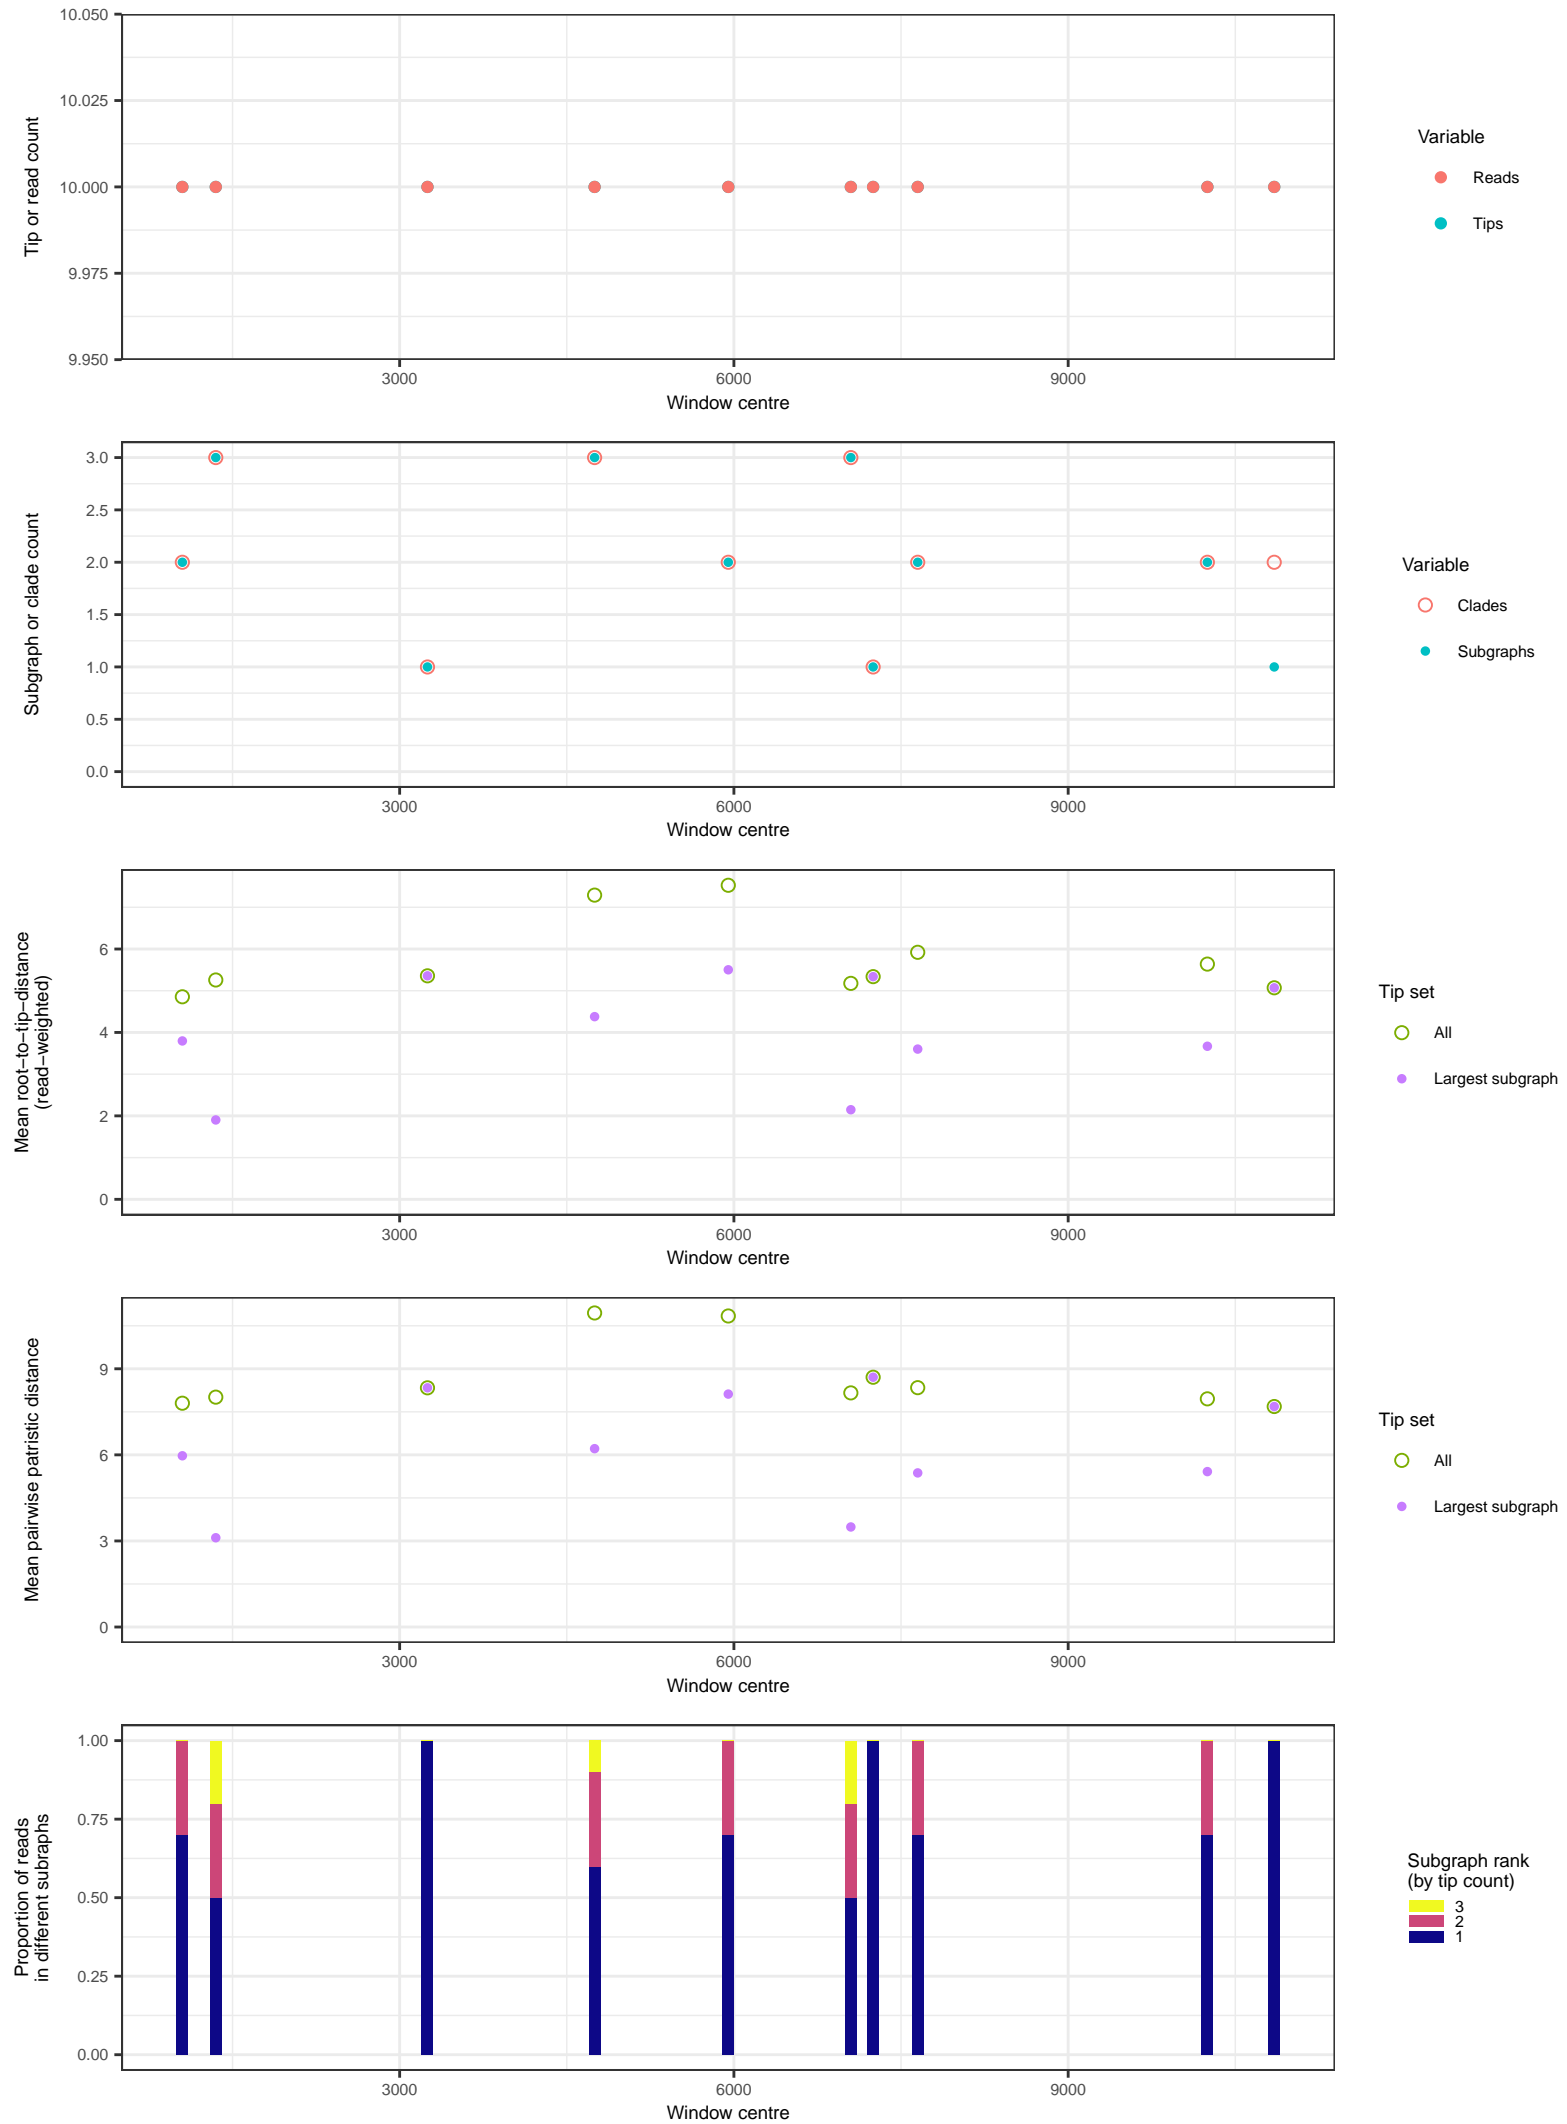 10.050
10.025
10.000
9.975
9.950
Tip or read count
3000
6000
9000
Window centre
Variable
Reads
Tips
3.0
2.5
2.0
1.5
1.0
0.5
0.0
Subgraph or clade count
3000
6000
9000
Window centre
Variable
Clades
Subgraphs
6
4
2
0
Mean root−to−tip−distance
(read−weighted)
3000
6000
9000
Window centre
Tip set
All
Largest subgraph
9
6
3
0
Mean pairwise patristic distance
3000
6000
9000
Window centre
Tip set
All
Largest subgraph
1.00
0.75
0.50
0.25
0.00
Proportion of reads
in different subraphs
3000
6000
9000
Window centre
Subgraph rank
(by tip count)
3
2
1